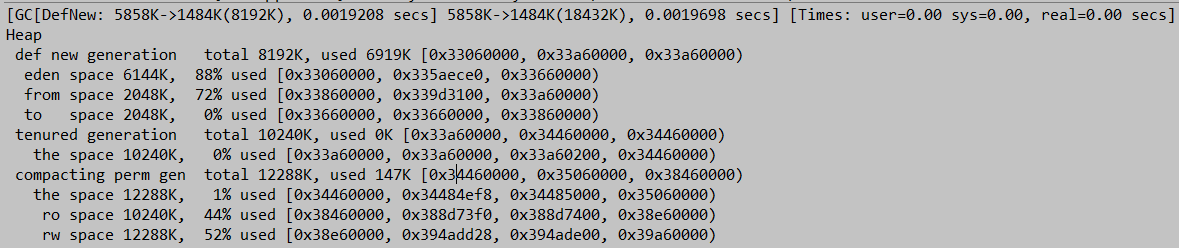 [GC[DefNew: 5858K->1484K(8192K), 0.0019208 secs] 5858K->1484K(18432K), 0.0019698 secs] [Times: user=0.00 sys=0.00, real=0.00 secs]
Heap
 def new generation   total 8192K, used 6919K [0x33060000, 0x33a60000, 0x33a60000)
  eden space 6144K,  88% used [0x33060000, 0x335aece0, 0x33660000)
  from space 2048K,  72% used [0x33860000, 0x339d3100, 0x33a60000)
  to   space 2048K,   0% used [0x33660000, 0x33660000, 0x33860000)
 tenured generation   total 10240K, used 0K [0x33a60000, 0x34460000, 0x34460000)
   the space 10240K,   0% used [0x33a60000, 0x33a60000, 0x33a60200, 0x34460000)
 compacting perm gen  total 12288K, used 147K [0x34460000, 0x35060000, 0x38460000)
   the space 12288K,   1% used [0x34460000, 0x34484ef8, 0x34485000, 0x35060000)
    ro space 10240K,  44% used [0x38460000, 0x388d73f0, 0x388d7400, 0x38e60000)
    rw space 12288K,  52% used [0x38e60000, 0x394add28, 0x394ade00, 0x39a60000)